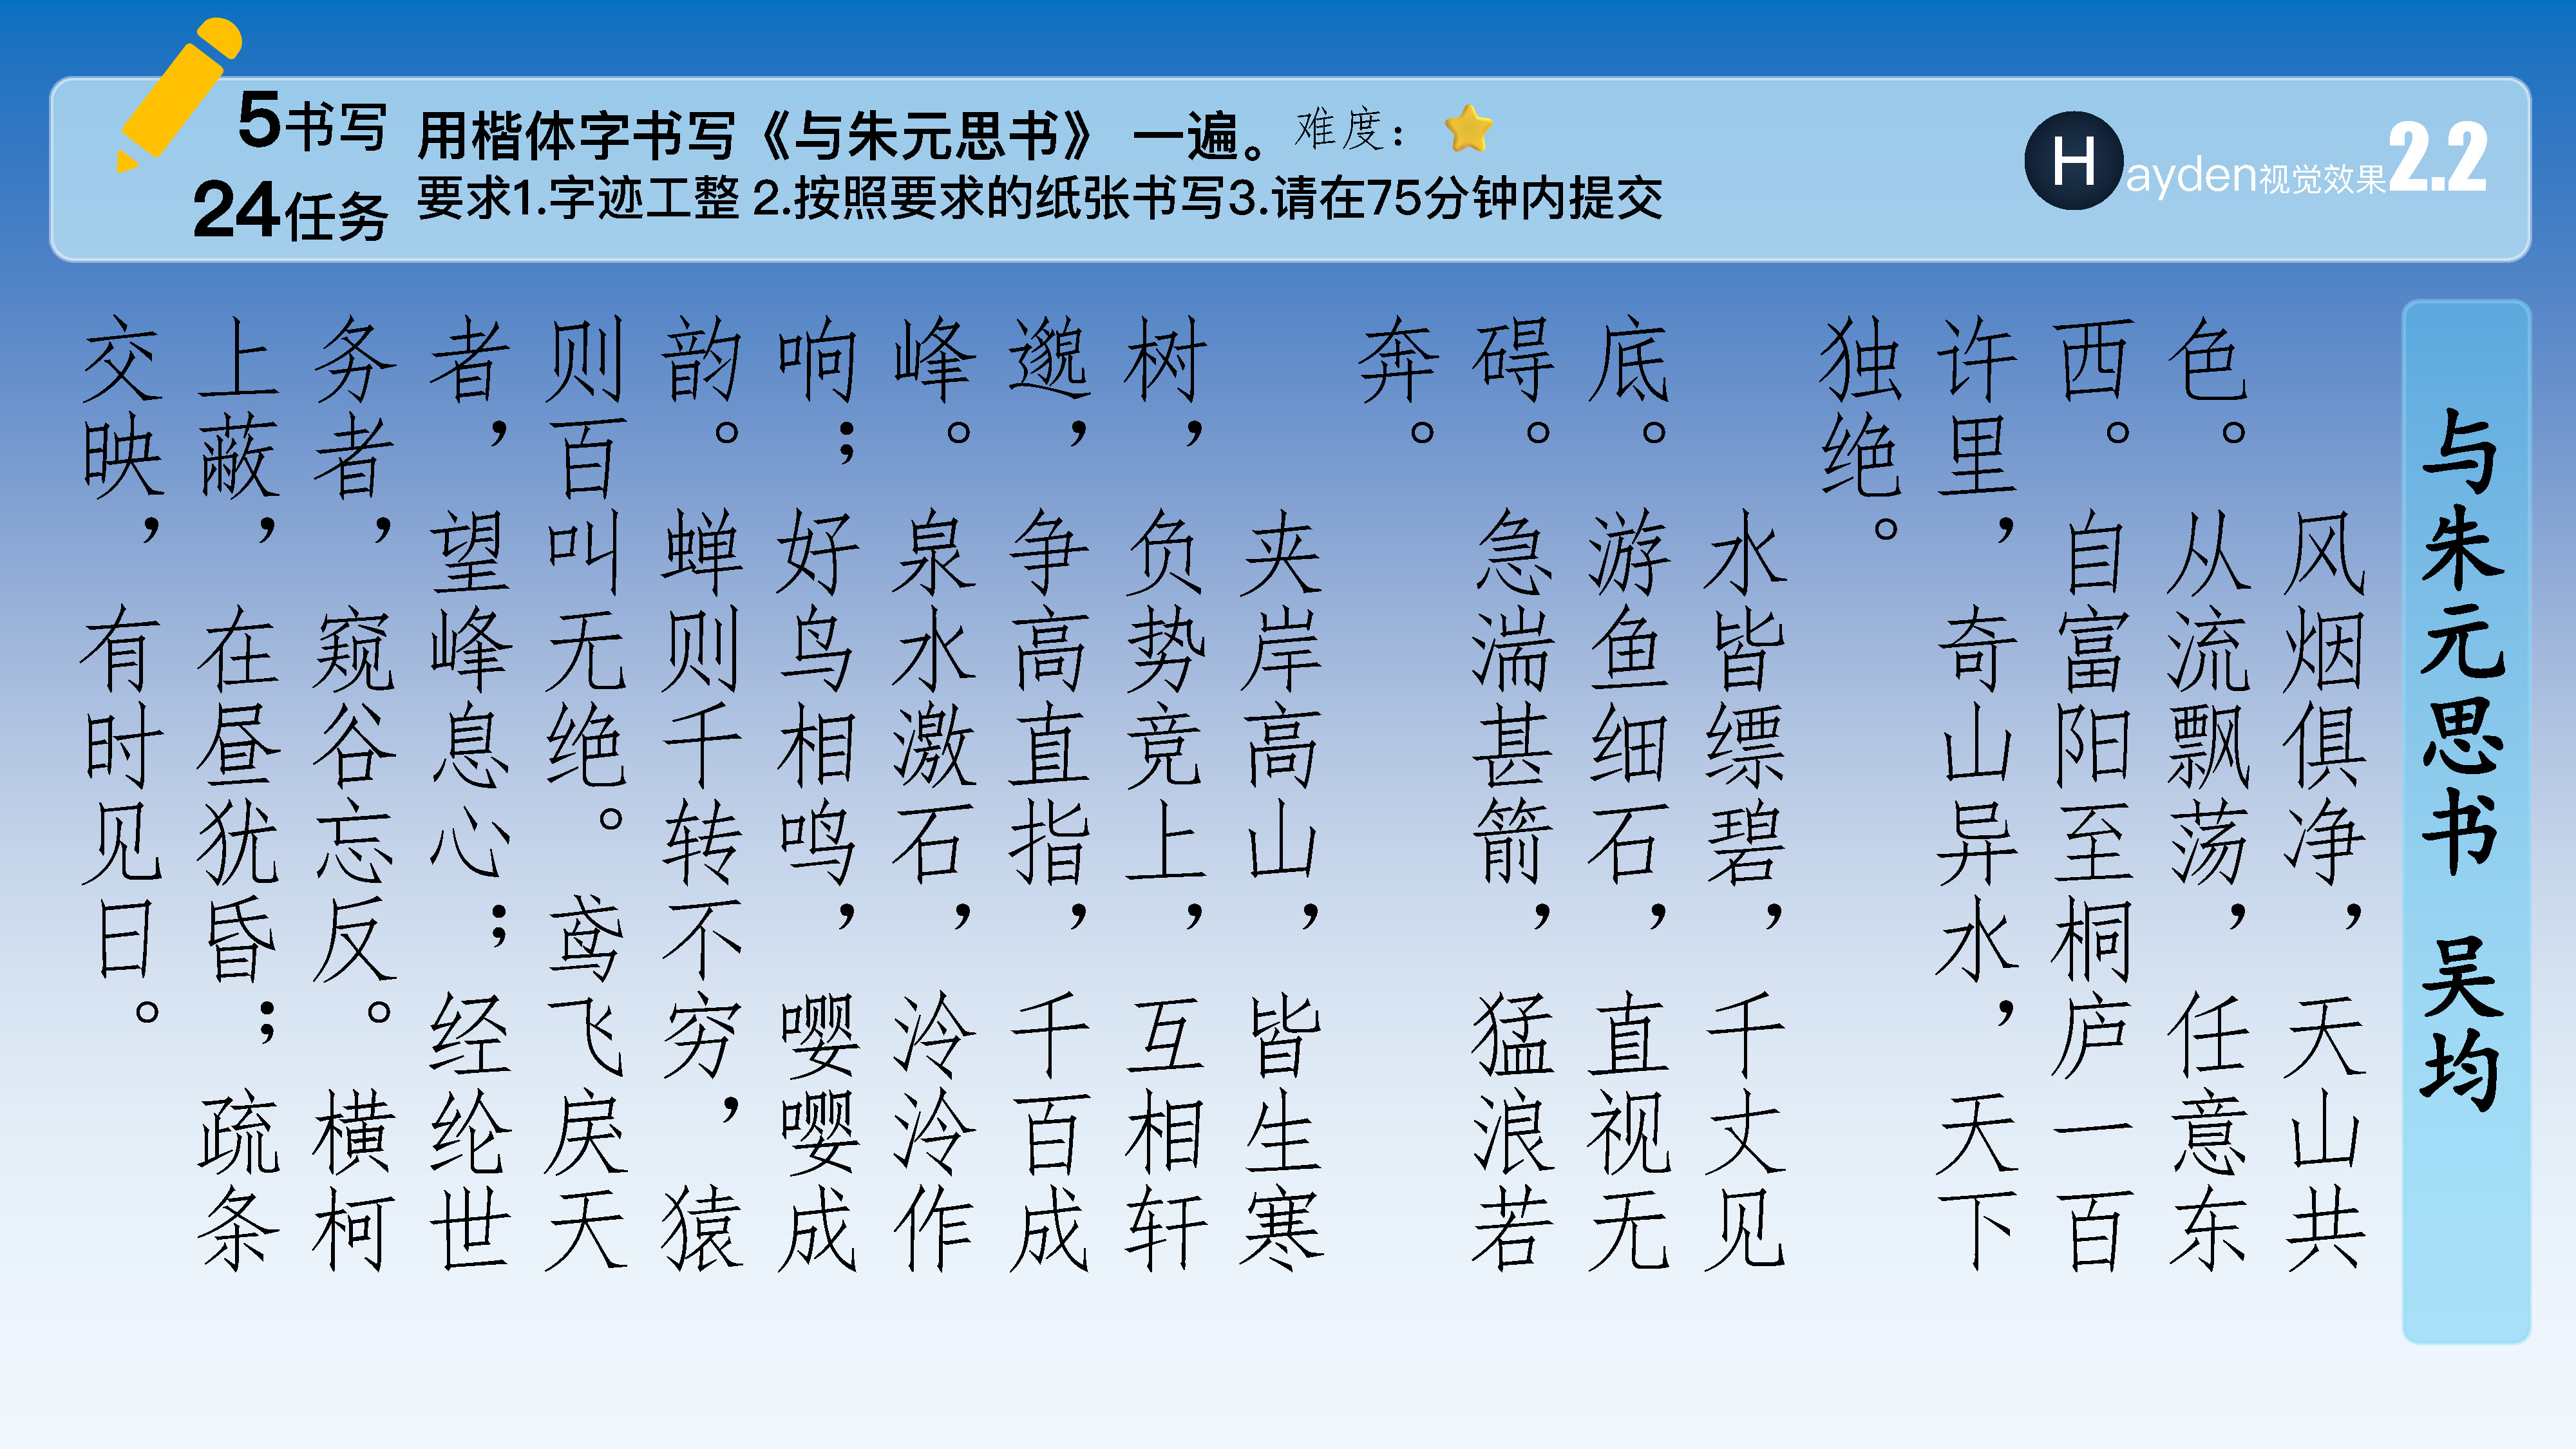 5书写
24任务
用楷体字书写《与朱元思书》 一遍。难度：
要求1.字迹工整 2.按照要求的纸张书写3.请在75分钟内提交
Hayden视觉效果2.2
与朱元思书 吴均
风烟俱净，天山共
色。从流飘荡，任意东
西。自富阳至桐庐一百
许里，奇山异水，天下
独绝。
水皆缥碧，千丈见
底。游鱼细石，直视无
碍。急湍甚箭，猛浪若
奔。
夹岸高山，皆生寒
树，负势竞上，互相轩
邈，争高直指，千百成
峰。泉水激石，泠泠作
响；好鸟相鸣，嘤嘤成
韵。蝉则千转不穷，猿
则百叫无绝。鸢飞戾天
者，望峰息心；经纶世
务者，窥谷忘反。横柯
上蔽，在昼犹昏；疏条
交映，有时见日。